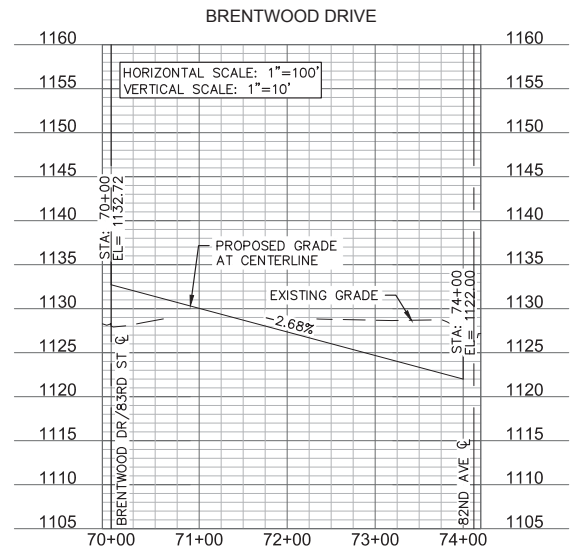 BRENTWOOD DRIVE
1160 1160
HORIZONTAL SCALE: 1"=100'
VERTICAL SCALE: 1"=10'
1155 1155
1150 1150
1145 1145
STA: 70+00
EL= 1132.72
1140 1140
PROPOSED GRADE
AT CENTERLINE
1135 1135
EXISTING GRADE
STA: 74+00
EL= 1122.00
1130 1130
-2.68%
1125 1125
1120 1120
BRENTWOOD DR/83RD ST ℄
82ND AVE ℄
1115 1115
1110 1110
1105 1105
70+00 71+00 72+00 73+00 74+00